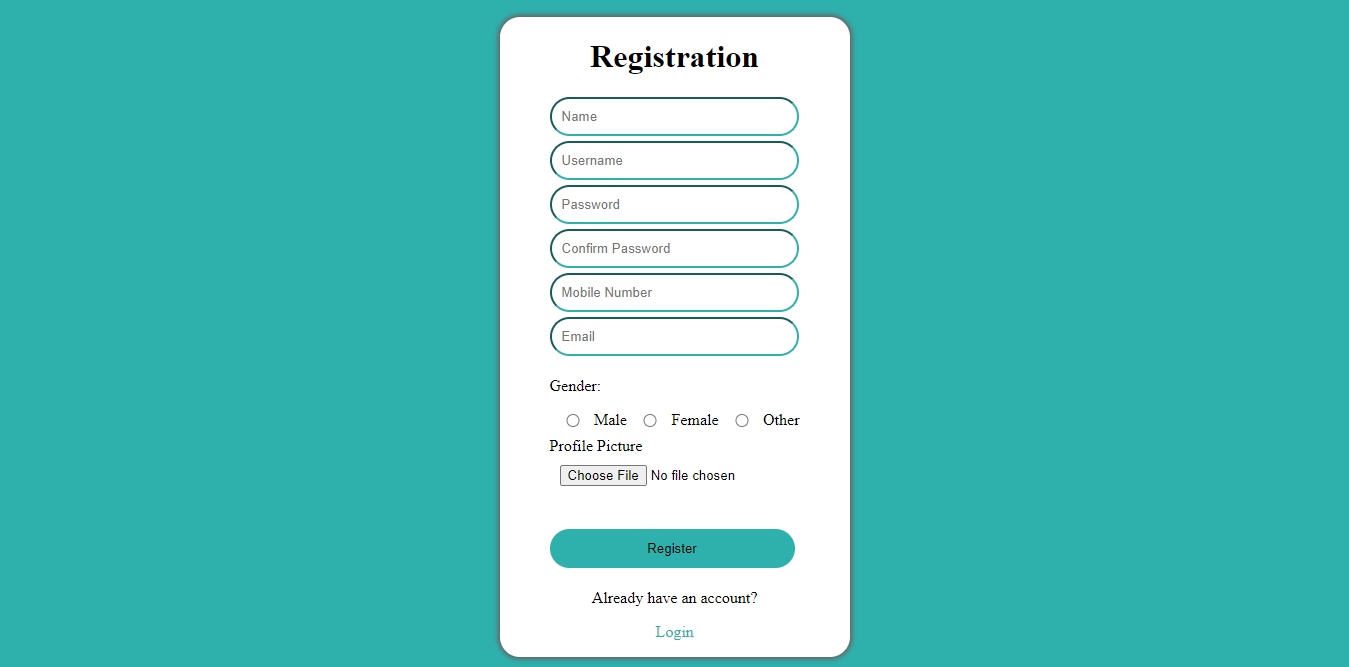 Registration
Name
Username
Password
Confirm Password
Mobile Number
Email
Gender:
Male Female Other
Profile Picture
Choose File No file chosen
Register
Already have an account?
Login